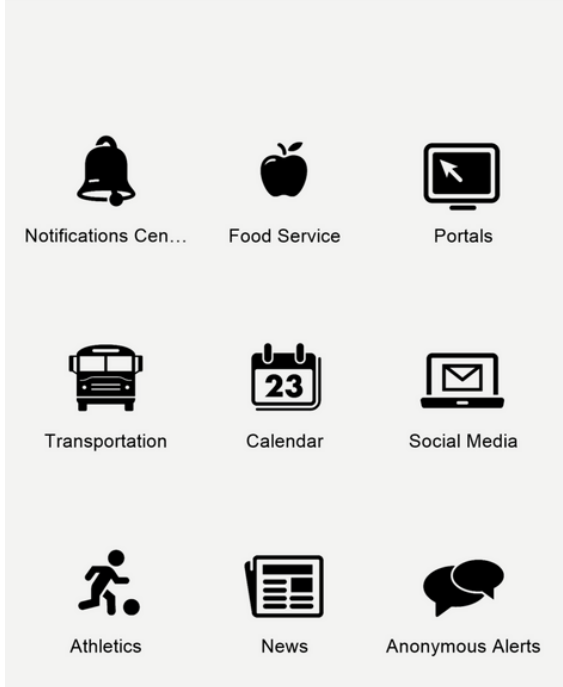 Notifications Cen...
Food Service
Portals
Transportation
23
Calendar
Social Media
Athletics
News
Anonymous Alerts